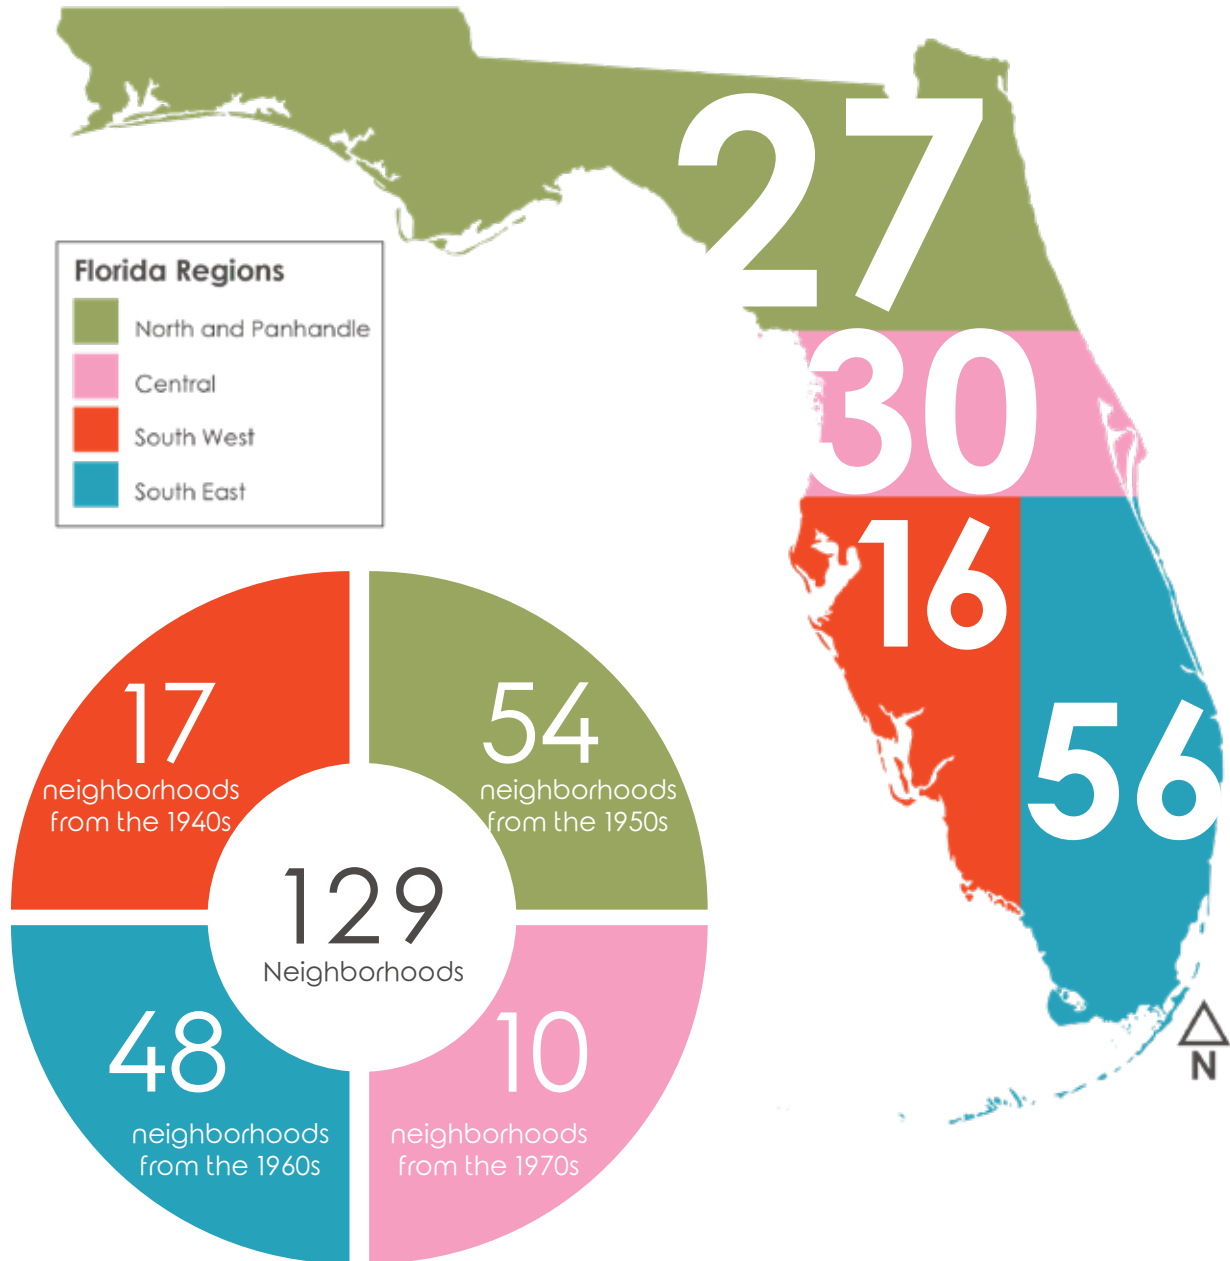 27
Florida Regions
North and Panhandle
Central
South West
South East
30
16
56
17
neighborhoods
from the 1940s
54
neighborhoods
from the 1950s
129
Neighborhoods
48
neighborhoods
from the 1960s
10
neighborhoods
from the 1970s
N